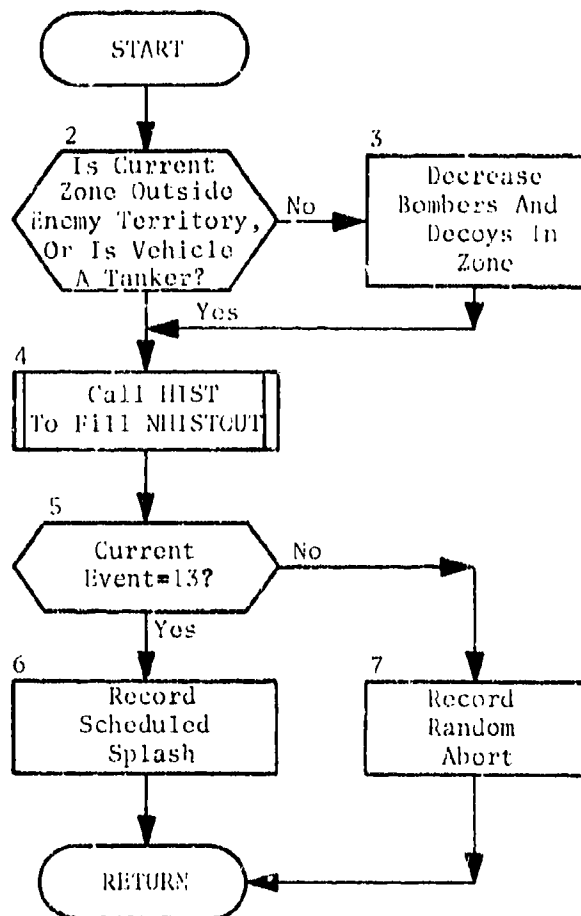 START
2
Is Current
Zone Outside
Enemy Territory,
Or Is Vehicle
A Tanker?
No
3
Decrease
Bombers And
Decoys In
Zone
Yes
4
Call HIST
To Fill NHISTOUT
5
Current
Event=13?
No
Yes
6
Record
Scheduled
Splash
7
Record
Random
Abort
RETURN